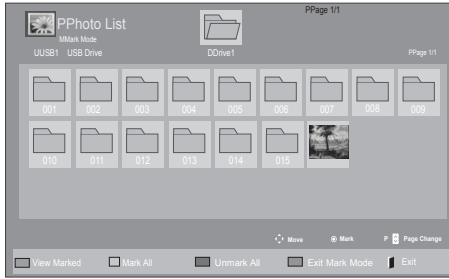 PPage 1/1
PPhoto List
MMark Mode
UUSB1 USB Drive DDrive1 PPage 1/1
001 002 003 004 005 006 007 008 009
010 011 012 013 014 015
Move Mark P Page Change
View Marked Mark All Unmark All Exit Mark Mode Exit